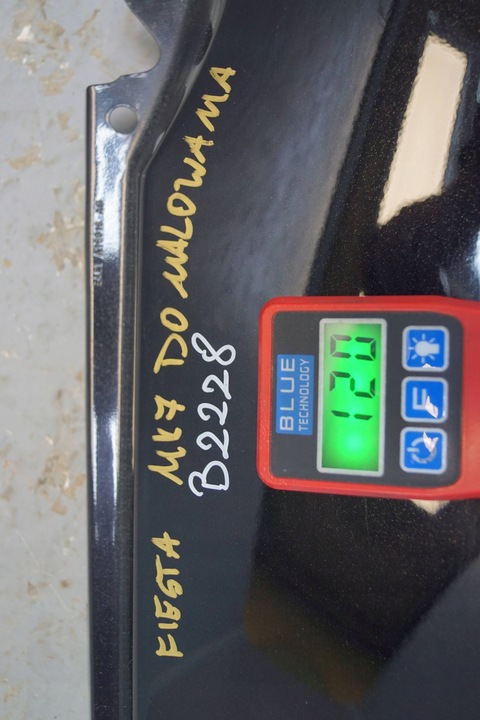 FIESTA MK7 DO MALOWANIA
B2228
BLUE
TECHNOLOGY
120
F